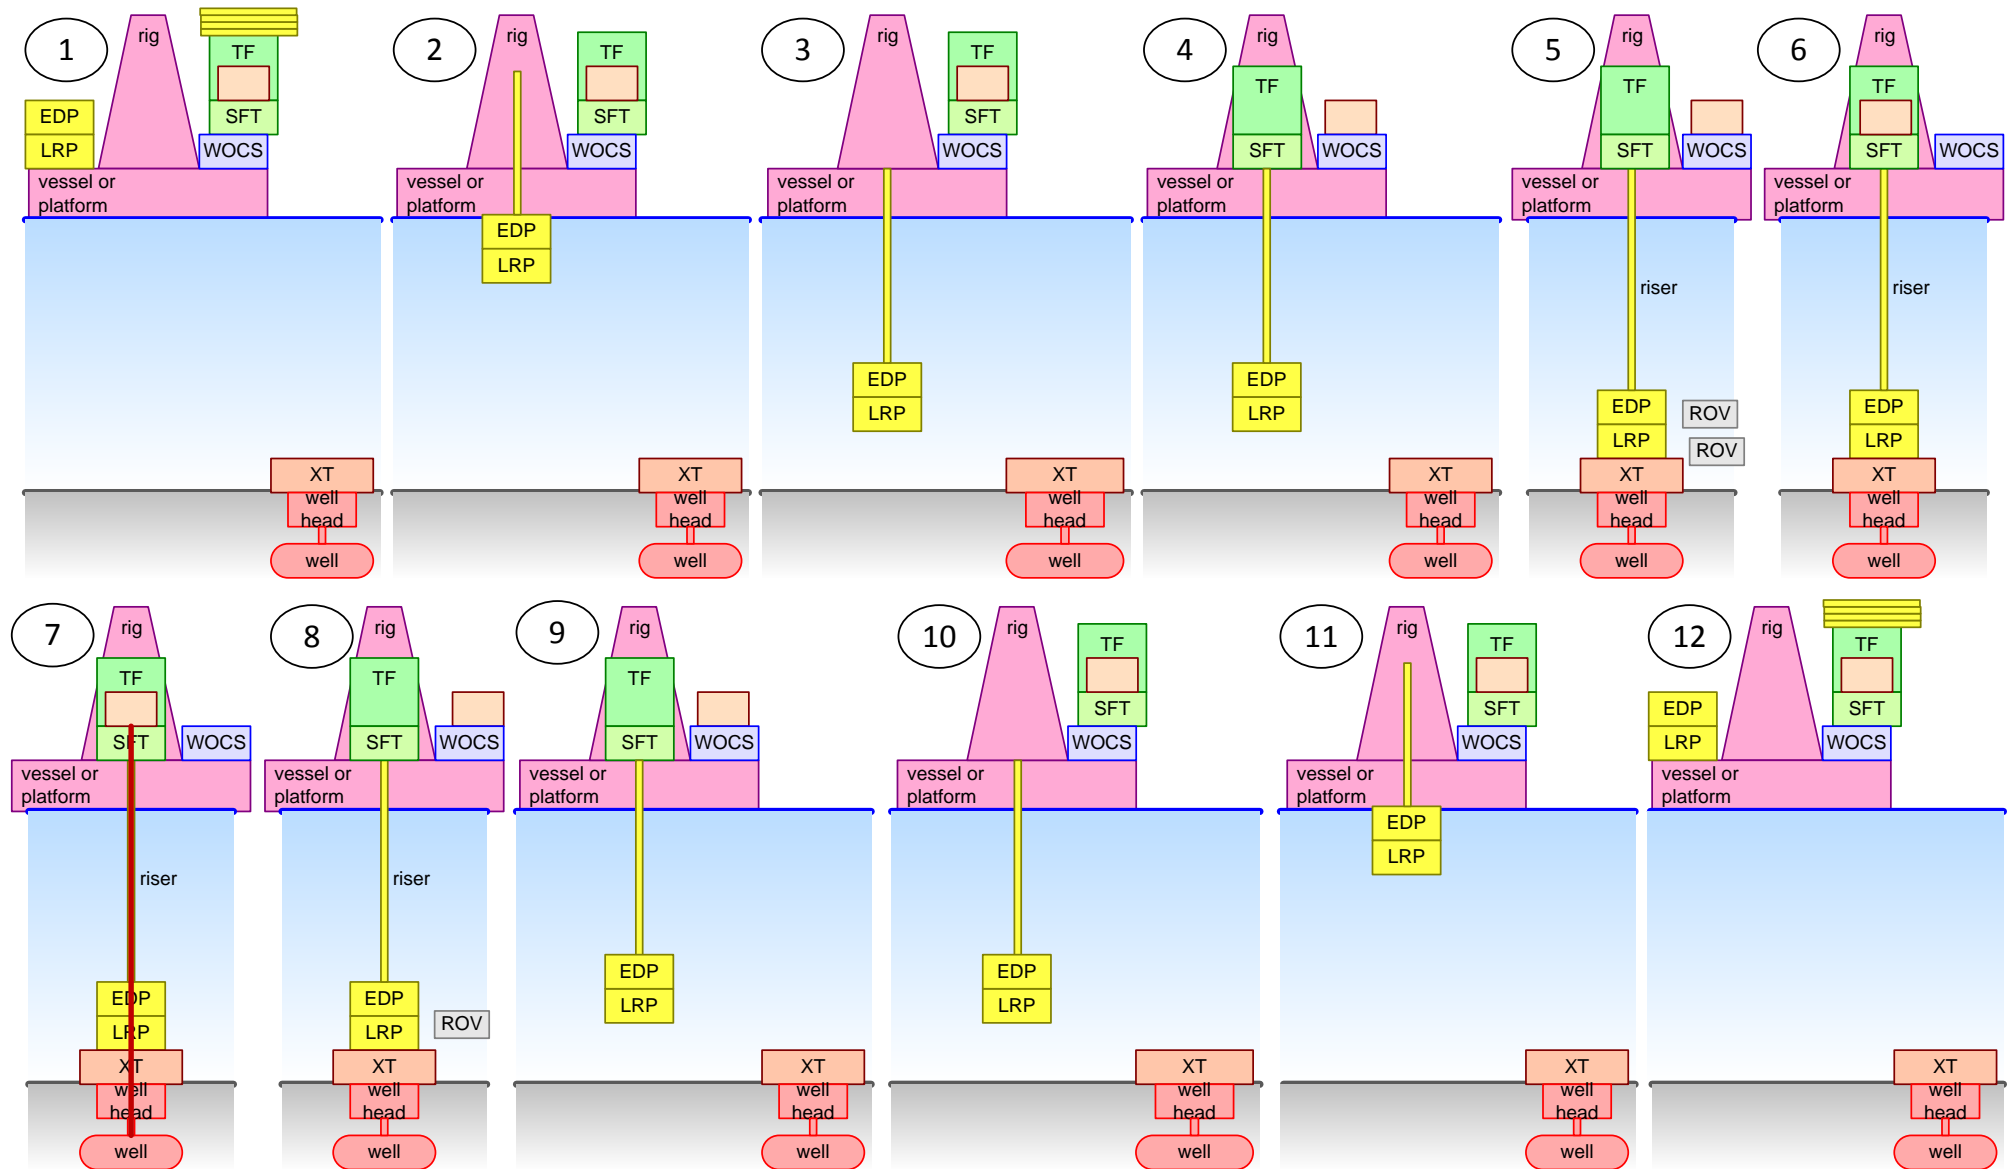 1
rig
TF
SFT
EDP
LRP
WOCS
vessel or
platform
XT
well
head
well
2
rig
TF
SFT
WOCS
vessel or
platform
EDP
LRP
XT
well
head
well
3
rig
TF
SFT
WOCS
vessel or
platform
EDP
LRP
XT
well
head
well
4
rig
TF
SFT
WOCS
vessel or
platform
EDP
LRP
XT
well
head
well
5
rig
TF
SFT
WOCS
vessel or
platform
riser
EDP
LRP
ROV
ROV
XT
well
head
well
6
rig
TF
SFT
WOCS
vessel or
platform
riser
EDP
LRP
XT
well
head
well
7
rig
TF
SFT
WOCS
vessel or
platform
riser
EDP
LRP
XT
well
head
well
8
rig
TF
SFT
WOCS
vessel or
platform
riser
EDP
LRP
ROV
XT
well
head
well
9
rig
TF
SFT
WOCS
vessel or
platform
EDP
LRP
XT
well
head
well
10
rig
TF
SFT
WOCS
vessel or
platform
EDP
LRP
XT
well
head
well
11
rig
TF
SFT
WOCS
vessel or
platform
EDP
LRP
XT
well
head
well
12
rig
TF
SFT
EDP
LRP
WOCS
vessel or
platform
XT
well
head
well